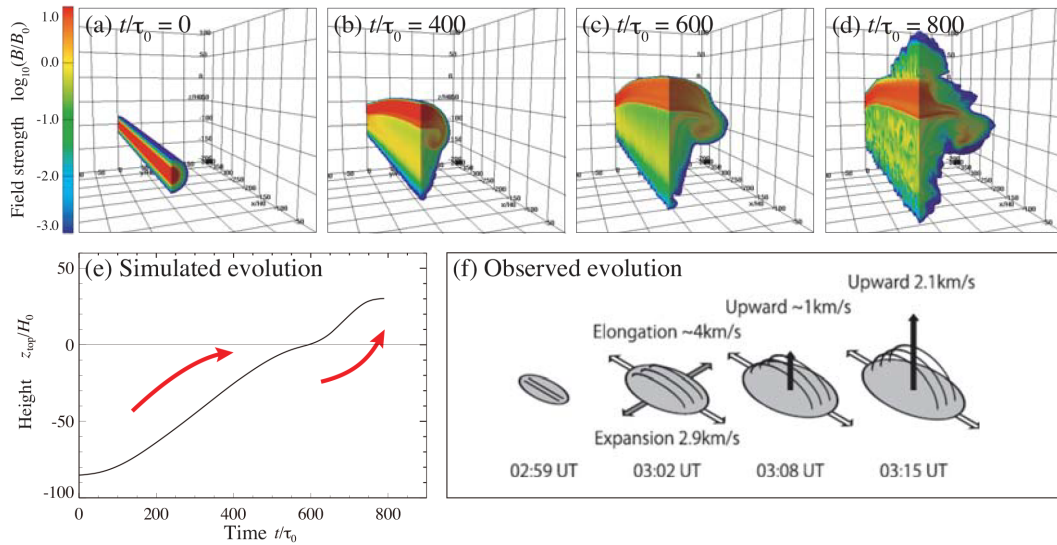 (a) t/τ₀ = 0
(b) t/τ₀ = 400
(c) t/τ₀ = 600
(d) t/τ₀ = 800
Field strength log₁₀(B/B₀)
1.0
0.0
-1.0
-2.0
-3.0
(e) Simulated evolution
Height z_top/H₀
50
0
-50
-100
0
200
400
600
800
Time t/τ₀
(f) Observed evolution
Upward 2.1km/s
Upward ~1km/s
Elongation ~4km/s
Expansion 2.9km/s
02:59 UT
03:02 UT
03:08 UT
03:15 UT